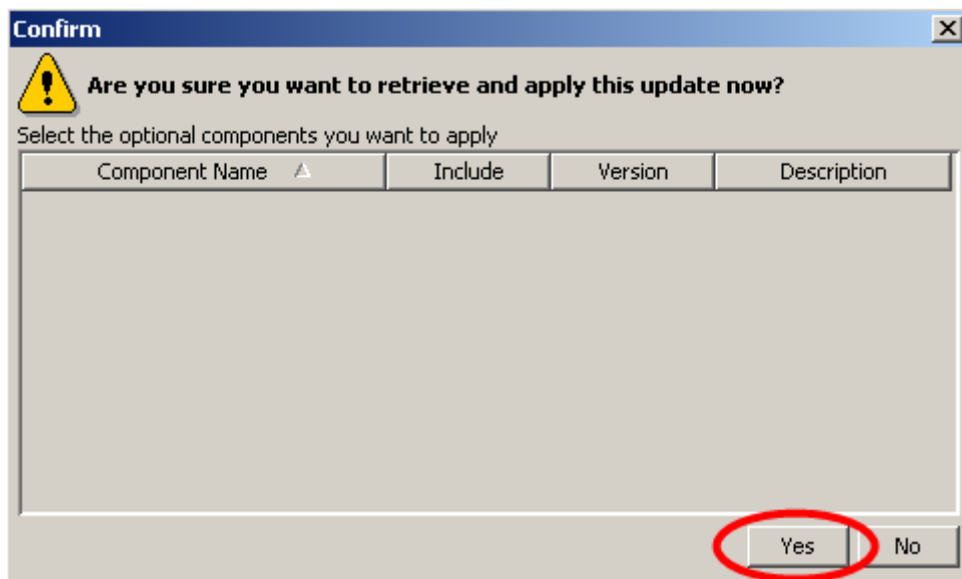 Confirm
Are you sure you want to retrieve and apply this update now?
Select the optional components you want to apply
Component Name Include Version Description
Yes No